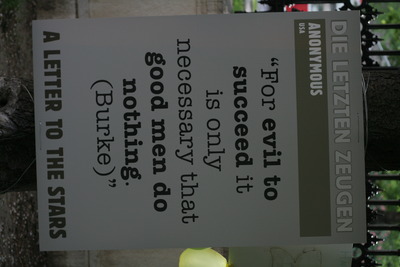 DIE LETZTEN ZEUGEN
ANONYMOUS
USA
“For evil to
succeed it
is only
necessary that
good men do
nothing.
(Burke)”
A LETTER TO THE STARS